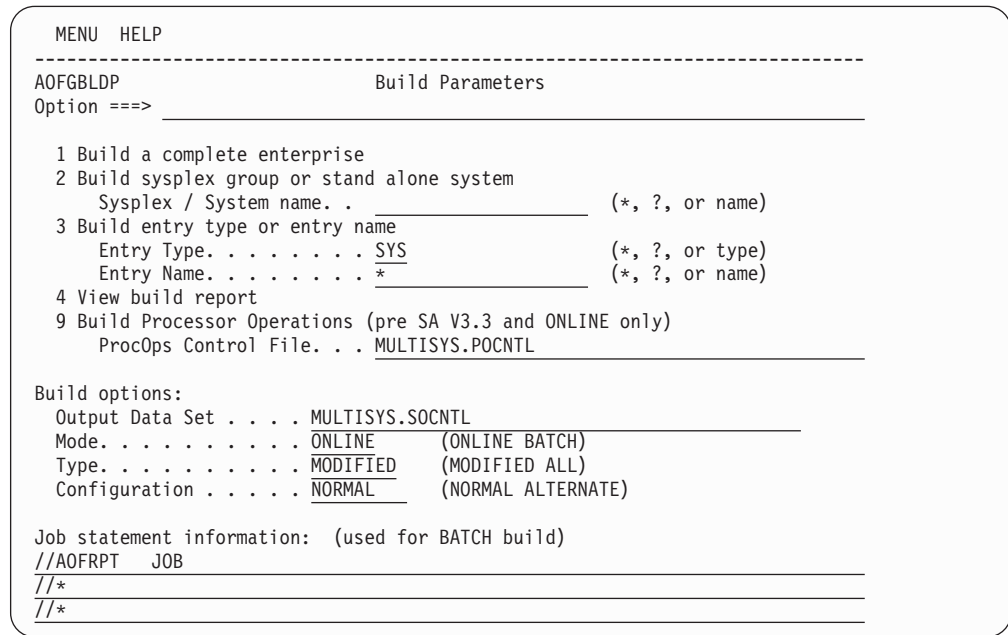 MENU HELP
--------------------------------------------------------------------------------
AOFGBLDP Build Parameters
Option ===>
1 Build a complete enterprise
2 Build sysplex group or stand alone system
Sysplex / System name. . (*, ?, or name)
3 Build entry type or entry name
Entry Type. . . . . . . . SYS (*, ?, or type)
Entry Name. . . . . . . . * (*, ?, or name)
4 View build report
9 Build Processor Operations (pre SA V3.3 and ONLINE only)
ProcOps Control File. . . MULTISYS.POCNTL
Build options:
Output Data Set . . . . MULTISYS.SOCNTL
Mode. . . . . . . . . . ONLINE (ONLINE BATCH)
Type. . . . . . . . . . MODIFIED (MODIFIED ALL)
Configuration . . . . . NORMAL (NORMAL ALTERNATE)
Job statement information: (used for BATCH build)
//AOFRPT JOB
//*
//*